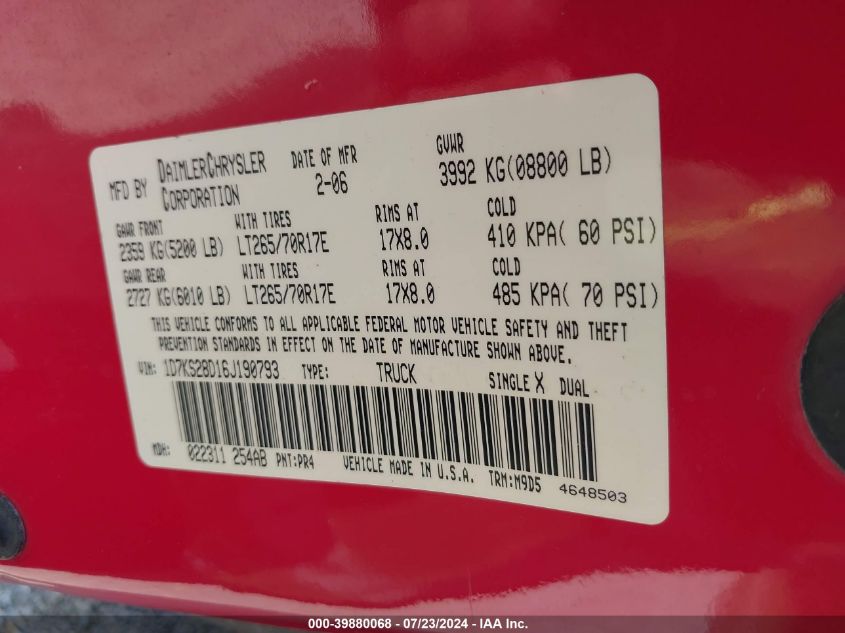 MFD BY DAIMLERCHRYSLER CORPORATION DATE OF MFR 2-06 GVWR 3992 KG(08800 LB)
GAWR FRONT WITH TIRES RIMS AT COLD
2359 KG(5200 LB) LT265/70R17E 17X8.0 410 KPA( 60 PSI)
GAWR REAR WITH TIRES RIMS AT COLD
2727 KG(6010 LB) LT265/70R17E 17X8.0 485 KPA( 70 PSI)
THIS VEHICLE CONFORMS TO ALL APPLICABLE FEDERAL MOTOR VEHICLE SAFETY AND THEFT
PREVENTION STANDARDS IN EFFECT ON THE DATE OF MANUFACTURE SHOWN ABOVE.
VIN: 1D7KS28D16J190793 TYPE: TRUCK SINGLE X DUAL
MDH: 022311 254AB PNT:PR4 VEHICLE MADE IN U.S.A. TRM:M9D5 4648503
000-39880068 - 07/23/2024 - IAA Inc.